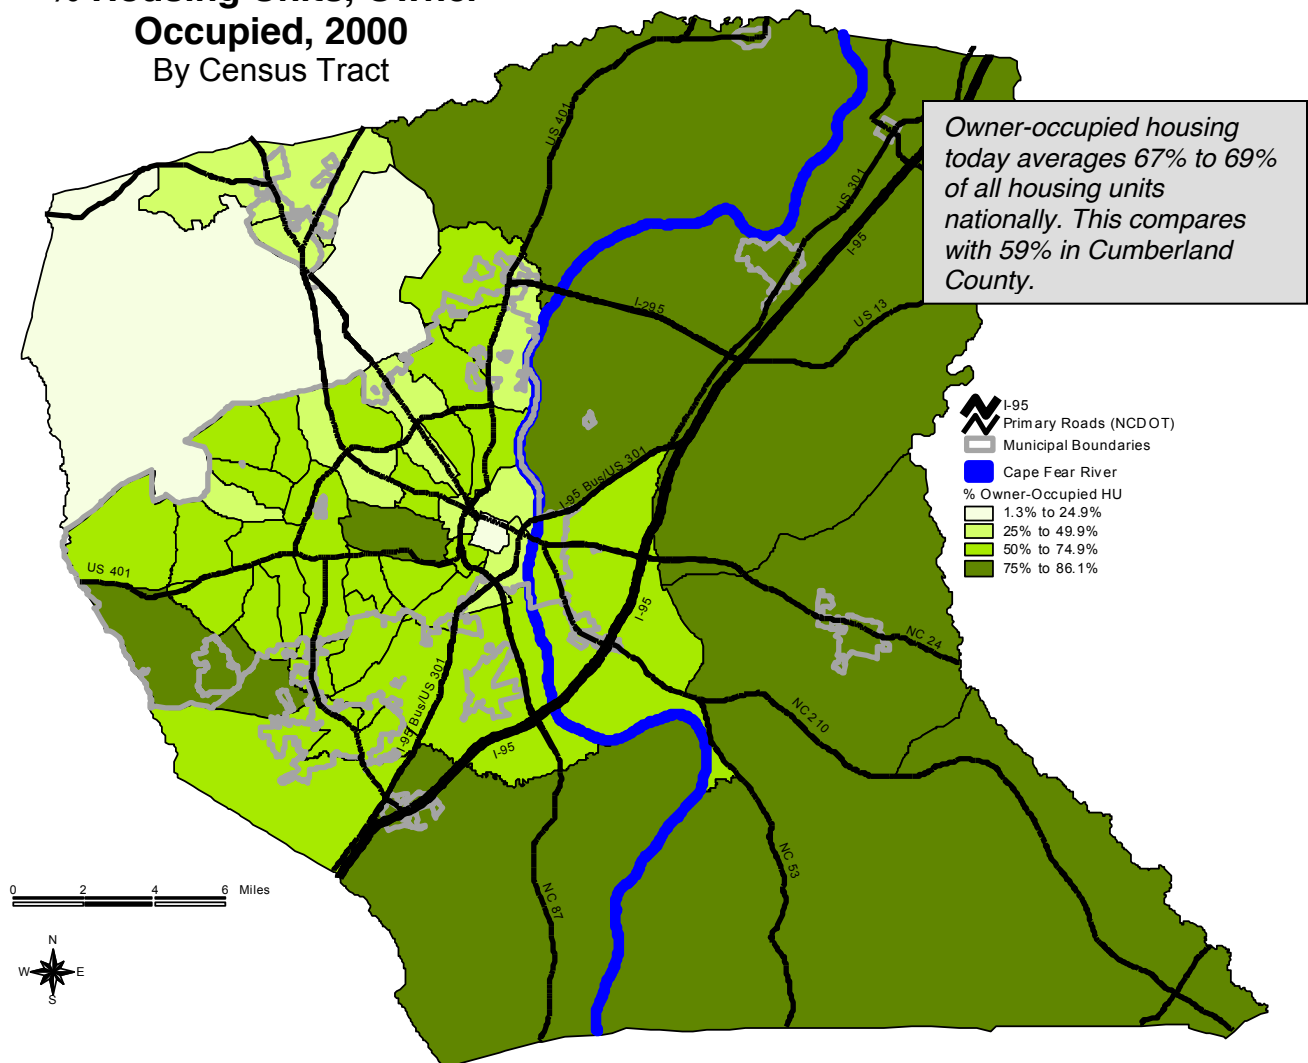 % Housing Units, Owner
Occupied, 2000
By Census Tract
Owner-occupied housing
today averages 67% to 69%
of all housing units
nationally. This compares
with 59% in Cumberland
County.
US 401
US 301
I-95
I-295
US 13
I-95
Primary Roads (NCDOT)
Municipal Boundaries
Cape Fear River
% Owner-Occupied HU
1.3% to 24.9%
25% to 49.9%
50% to 74.9%
75% to 86.1%
I-95 Bus/US 301
US 401
I-95
NC 24
I-95/Bus/US 301
NC 210
I-95
NC 53
NC 87
0 2 4 6 Miles
N
W E
S